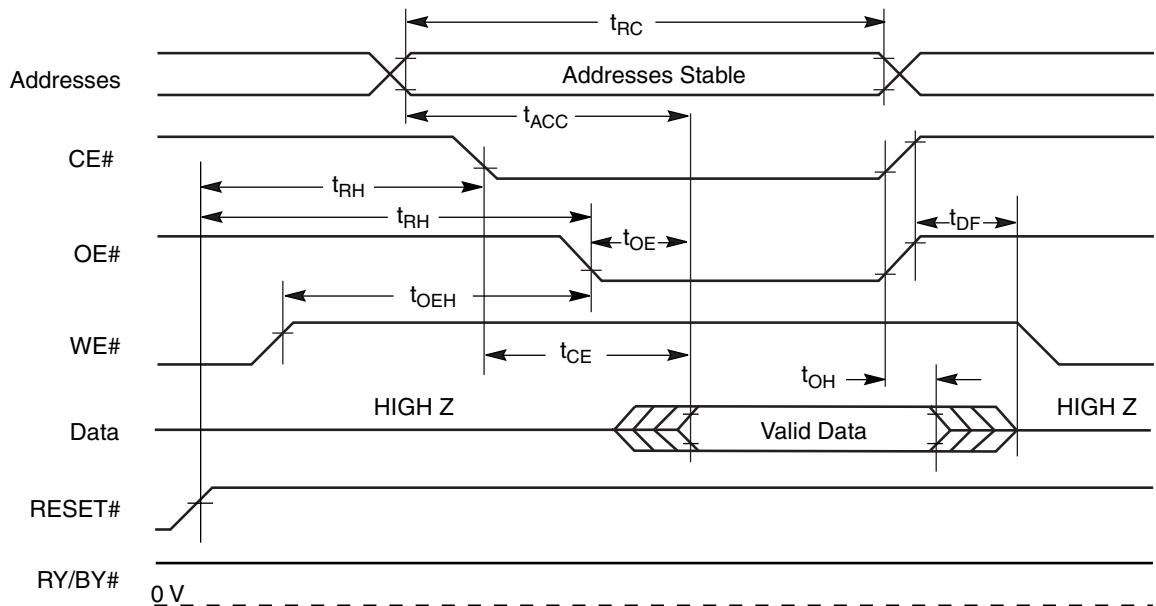 tRC
Addresses
Addresses Stable
tACC
CE#
tRH
tRH
tDF
OE#
tOE
tOEH
WE#
tCE
tOH
HIGH Z
HIGH Z
Data
Valid Data
RESET#
RY/BY#
0 V